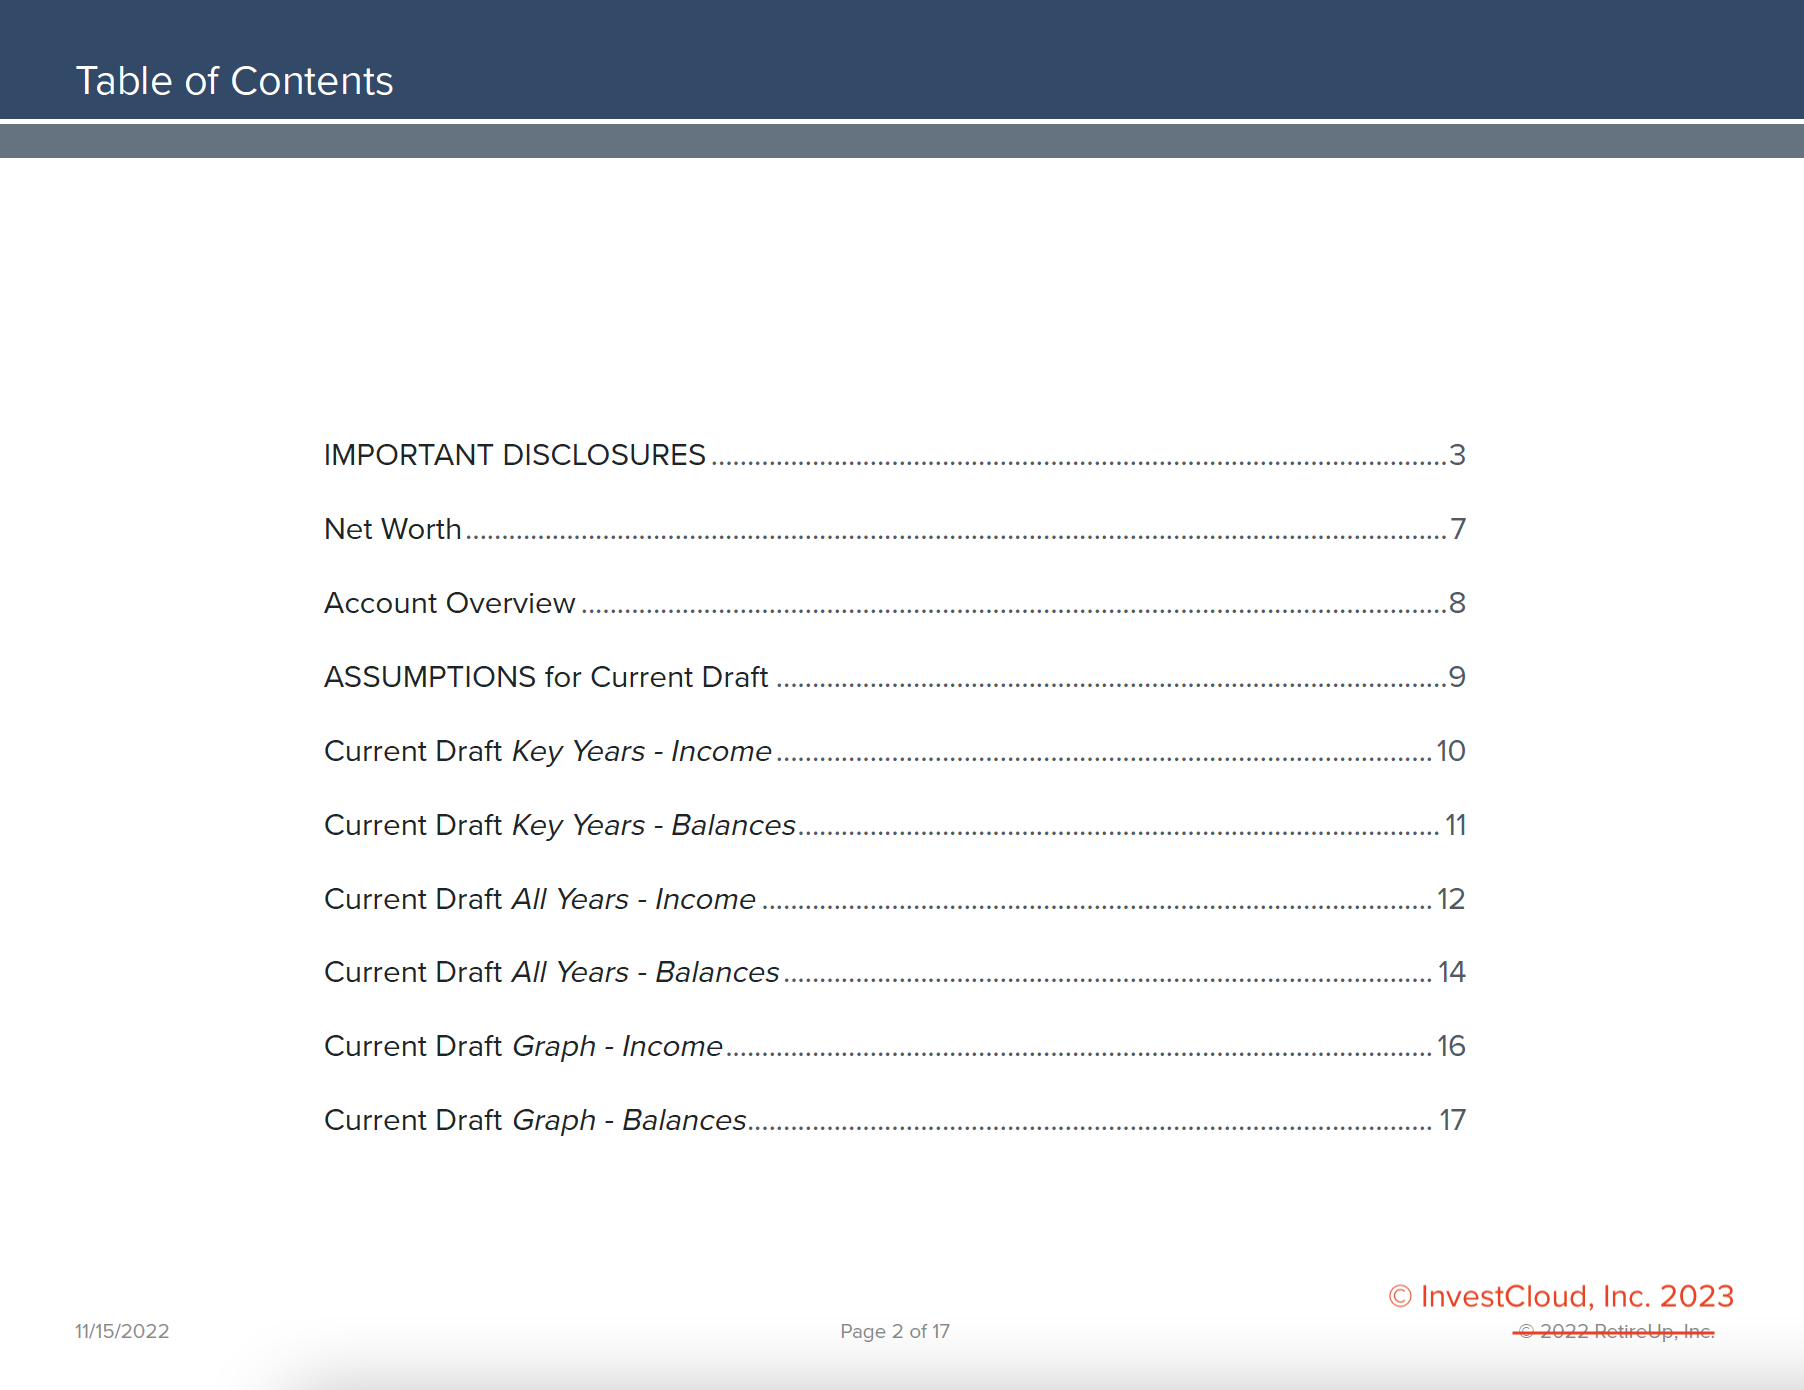 Table of Contents
IMPORTANT DISCLOSURES ........................................................................................................ 3
Net Worth ........................................................................................................ 7
Account Overview ........................................................................................................ 8
ASSUMPTIONS for Current Draft ........................................................................................................ 9
Current Draft Key Years - Income ........................................................................................................ 10
Current Draft Key Years - Balances ........................................................................................................ 11
Current Draft All Years - Income ........................................................................................................ 12
Current Draft All Years - Balances ........................................................................................................ 14
Current Draft Graph - Income ........................................................................................................ 16
Current Draft Graph - Balances ........................................................................................................ 17
© InvestCloud, Inc. 2023
11/15/2022 Page 2 of 17 © 2022 RetireUp, Inc.